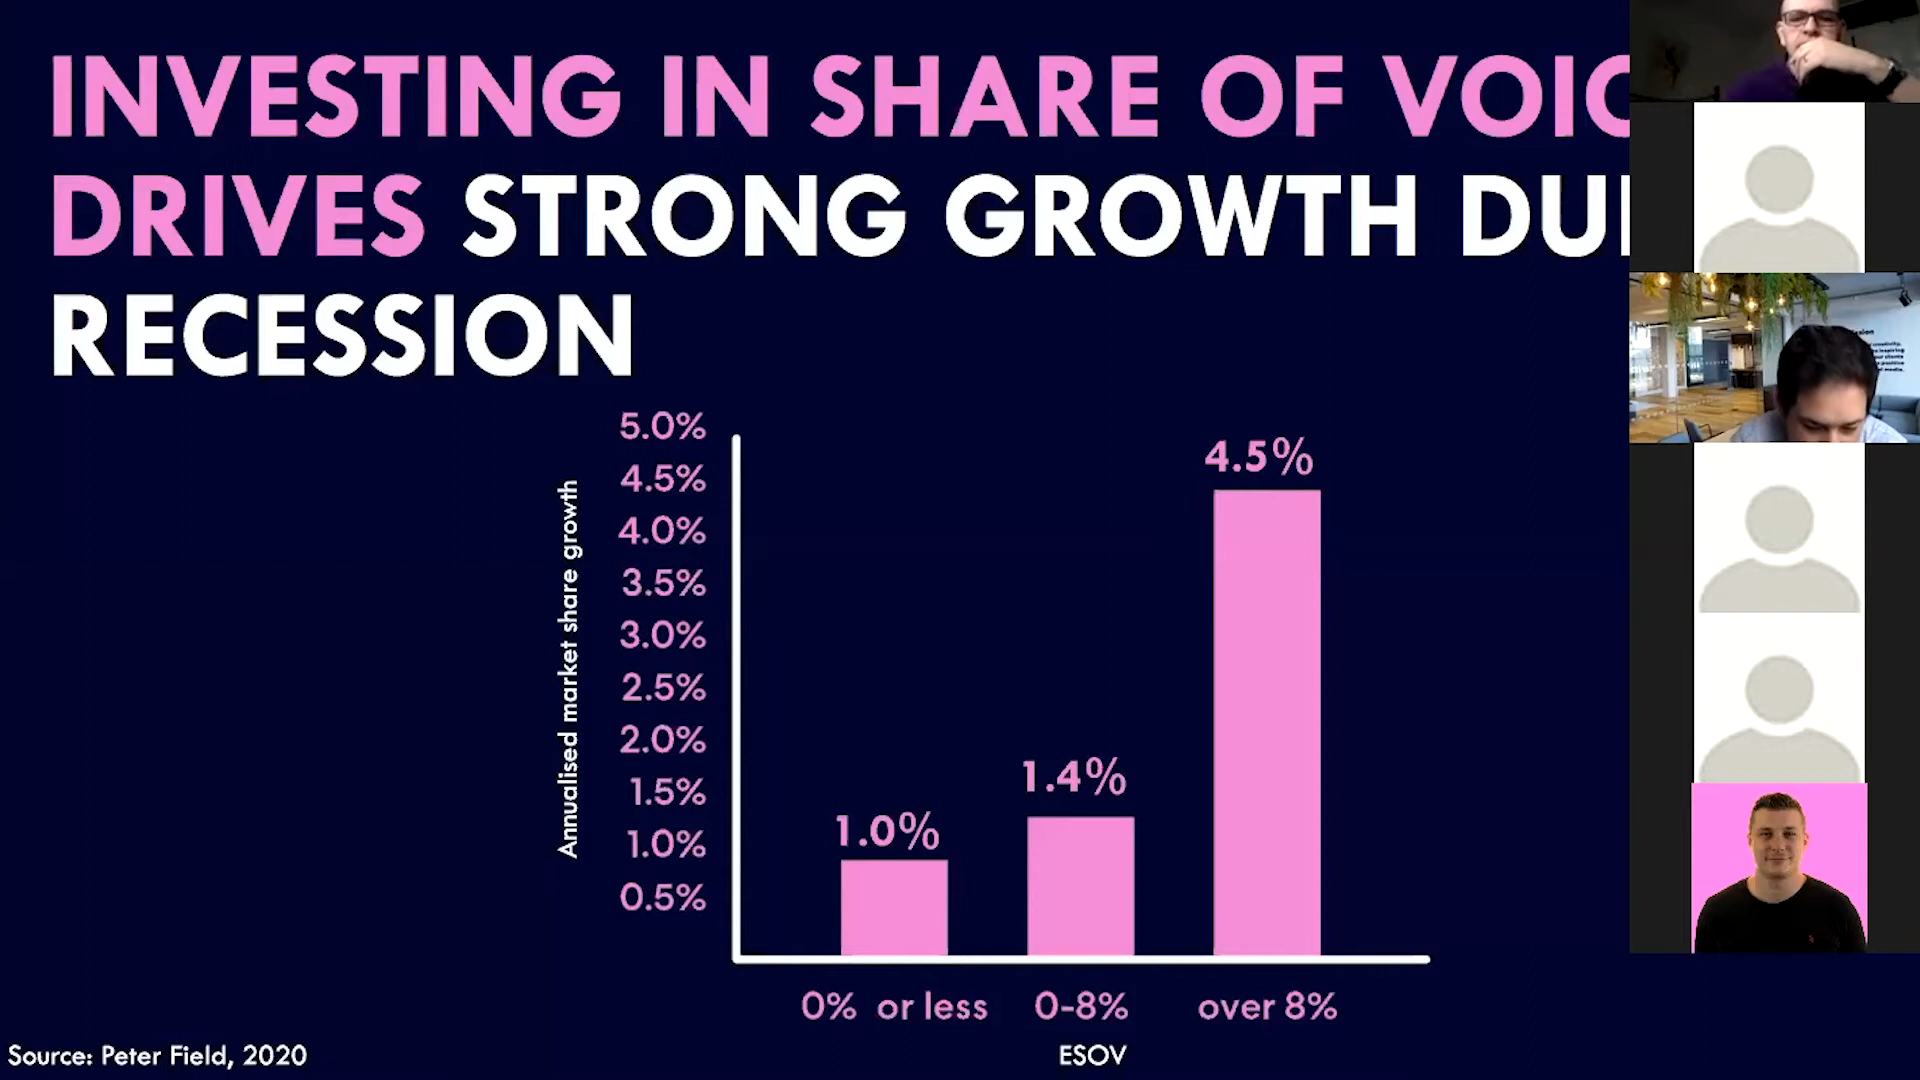 INVESTING IN SHARE OF VOIC
DRIVES STRONG GROWTH DU
RECESSION
5.0%
4.5%
4.0%
3.5%
3.0%
2.5%
2.0%
1.5%
1.0%
0.5%
Annualised market share growth
1.0%
1.4%
4.5%
0% or less
0-8%
over 8%
ESOV
Source: Peter Field, 2020